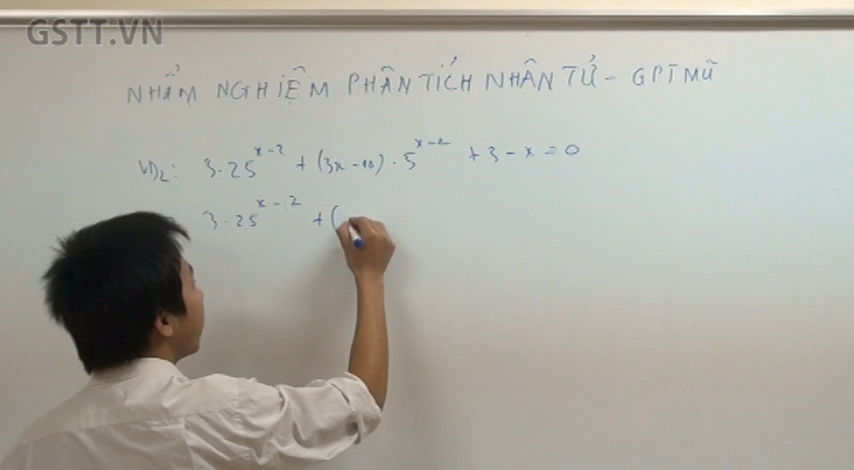 GSTT.VN
NHẨM NGHIỆM PHÂN TÍCH NHÂN TỬ - GPT MŨ
VD2: 3.25^x-2 + (3x-10).5^x-2 + 3 - x = 0
3.25^x-2 + (